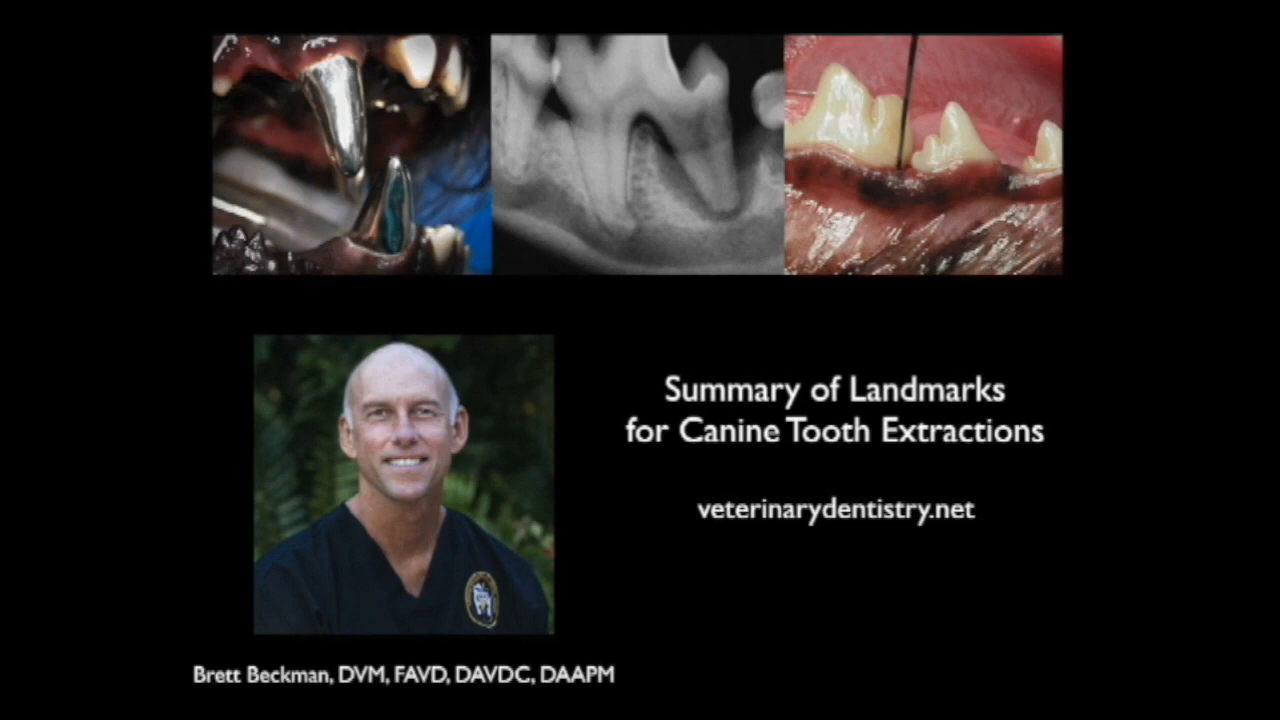 Summary of Landmarks
for Canine Tooth Extractions
veterinarydentistry.net
Brett Beckman, DVM, FAVD, DAVDC, DAAPM